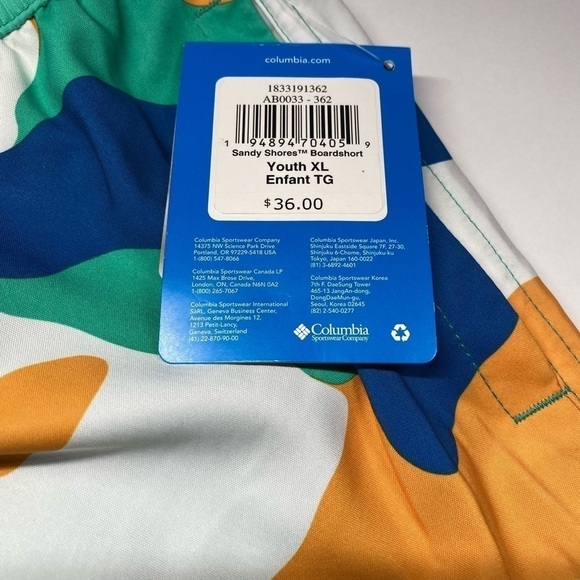 columbia.com
1833191362
AB0033 - 362
1 94894 70405 9
Sandy Shores™ Boardshort
Youth XL
Enfant TG
$36.00
Columbia Sportswear Company
14375 NW Science Park Drive
Portland, OR 97229-5418 USA
1-(800) 547-8066
Columbia Sportswear Canada LP
1425 Max Brose Drive,
London, ON, Canada N6N 0A2
1-(800) 265-7067
Columbia Sportswear International
SàRL, Geneva Business Center,
Avenue des Morgines 12,
1213 Petit-Lancy,
Geneva, Switzerland
(41) 22-870-90-00
Columbia Sportswear Japan, Inc.
Shinjuku Eastside Square 7F, 27-30,
Shinjuku 6-Chome, Shinjuku-ku
Tokyo, Japan 160-0022
(81) 3-6892-4601
Columbia Sportswear Korea
7th F. DaeSung Tower
465-13 JangAn-dong,
DongDaeMun-gu,
Seoul, Korea 02645
(82) 2-540-0277
Columbia
Sportswear Company